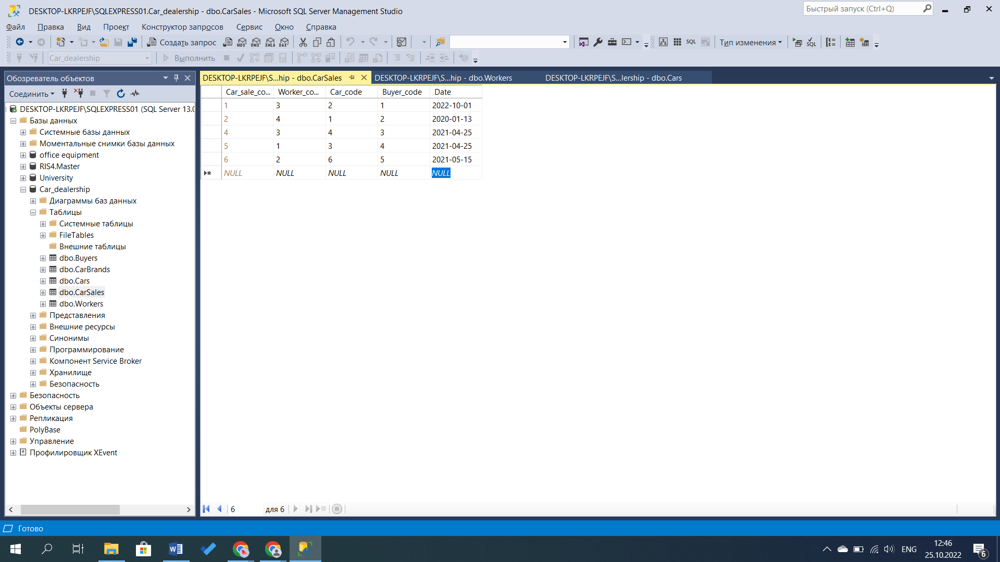 DESKTOP-LKRPEJF\SQLEXPRESS01.Car_dealership - dbo.CarSales - Microsoft SQL Server Management Studio
Быстрый запуск (Ctrl+Q)
Файл Правка Вид Проект Конструктор запросов Сервис Окно Справка
Создать запрос MDX DMX XMLA DAX SQL Тип изменения SQL
Car_dealership Выполнить
Обозреватель объектов
Соединить
DESKTOP-LKRPEJF\SQLEXPRESS01 (SQL Server 13.0
Базы данных
Системные базы данных
Моментальные снимки базы данных
office equipment
RIS4.Master
University
Car_dealership
Диаграммы баз данных
Таблицы
Системные таблицы
FileTables
Внешние таблицы
dbo.Buyers
dbo.CarBrands
dbo.Cars
dbo.CarSales
dbo.Workers
Представления
Внешние ресурсы
Синонимы
Программирование
Компонент Service Broker
Хранилище
Безопасность
Безопасность
Объекты сервера
Репликация
PolyBase
Управление
Профилировщик XEvent
DESKTOP-LKRPEJF\S...hip - dbo.CarSales DESKTOP-LKRPEJF\S...hip - dbo.Workers DESKTOP-LKRPEJF\S...lership - dbo.Cars
Car_sale_co... Worker_co... Car_code Buyer_code Date
1 3 2 1 2022-10-01
2 4 1 2 2020-01-13
4 3 4 3 2021-04-25
5 1 3 4 2021-04-25
6 2 6 5 2021-05-15
NULL NULL NULL NULL NULL
6 для 6
Готово
ENG
12:46
25.10.2022
6